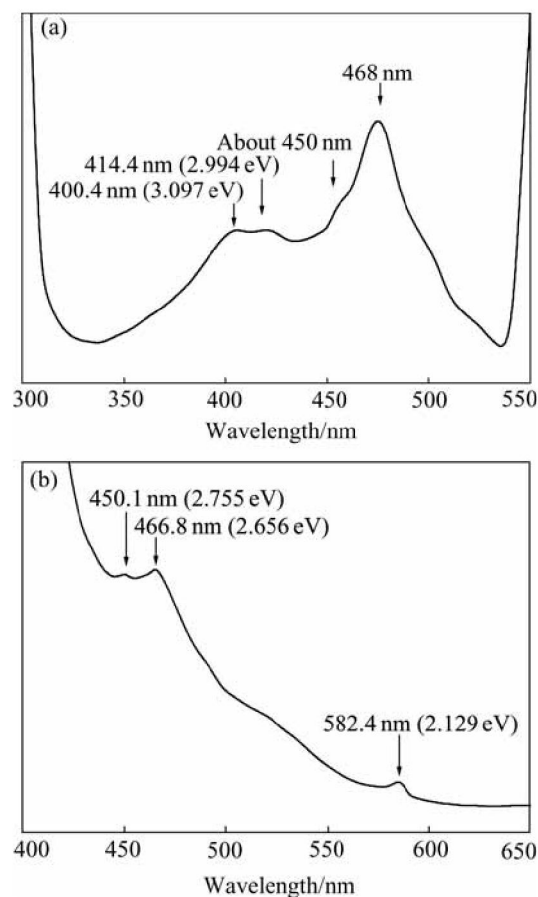 (a)
468 nm
About 450 nm
414.4 nm (2.994 eV)
400.4 nm (3.097 eV)
300 350 400 450 500 550
Wavelength/nm
(b)
450.1 nm (2.755 eV)
466.8 nm (2.656 eV)
582.4 nm (2.129 eV)
400 450 500 550 600 650
Wavelength/nm